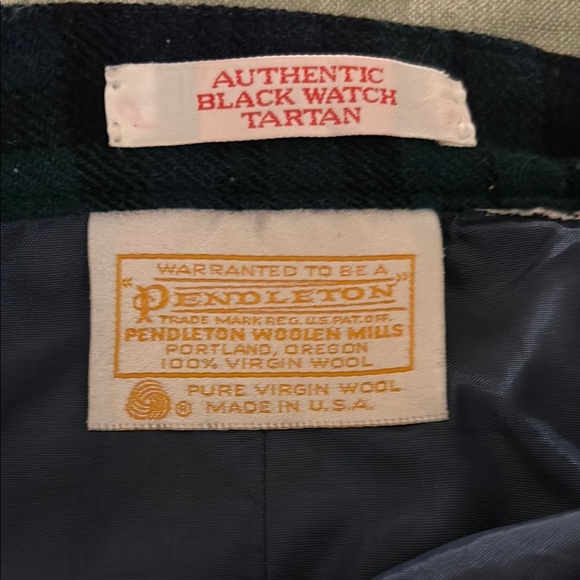 AUTHENTIC
BLACK WATCH
TARTAN
WARRANTED TO BE A
"PENDLETON"
TRADE MARK REG. U.S. PAT. OFF.
PENDLETON WOOLEN MILLS
PORTLAND, OREGON
100% VIRGIN WOOL
® PURE VIRGIN WOOL
MADE IN U.S.A.